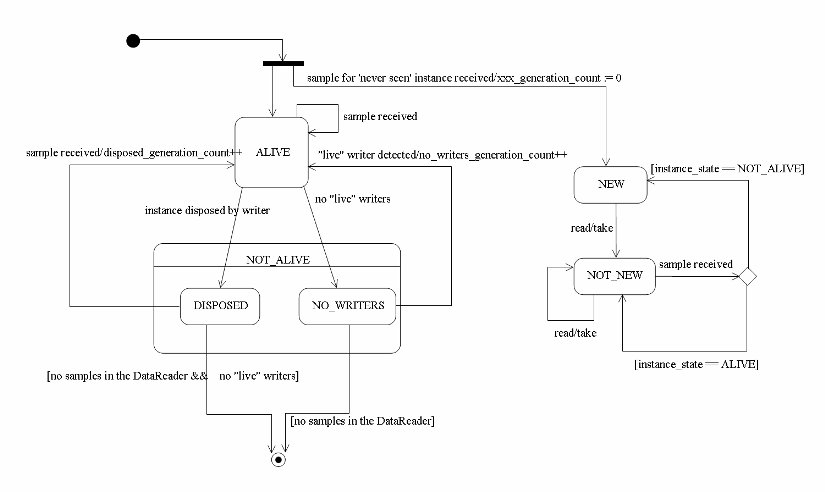 sample for 'never seen' instance received/xxx_generation_count := 0
sample received
sample received/disposed_generation_count++
ALIVE
"live" writer detected/no_writers_generation_count++
[instance_state == NOT_ALIVE]
NEW
instance disposed by writer
no "live" writers
read/take
NOT_ALIVE
sample received
NOT_NEW
DISPOSED
NO_WRITERS
read/take
[instance_state == ALIVE]
[no samples in the DataReader && no "live" writers]
[no samples in the DataReader]